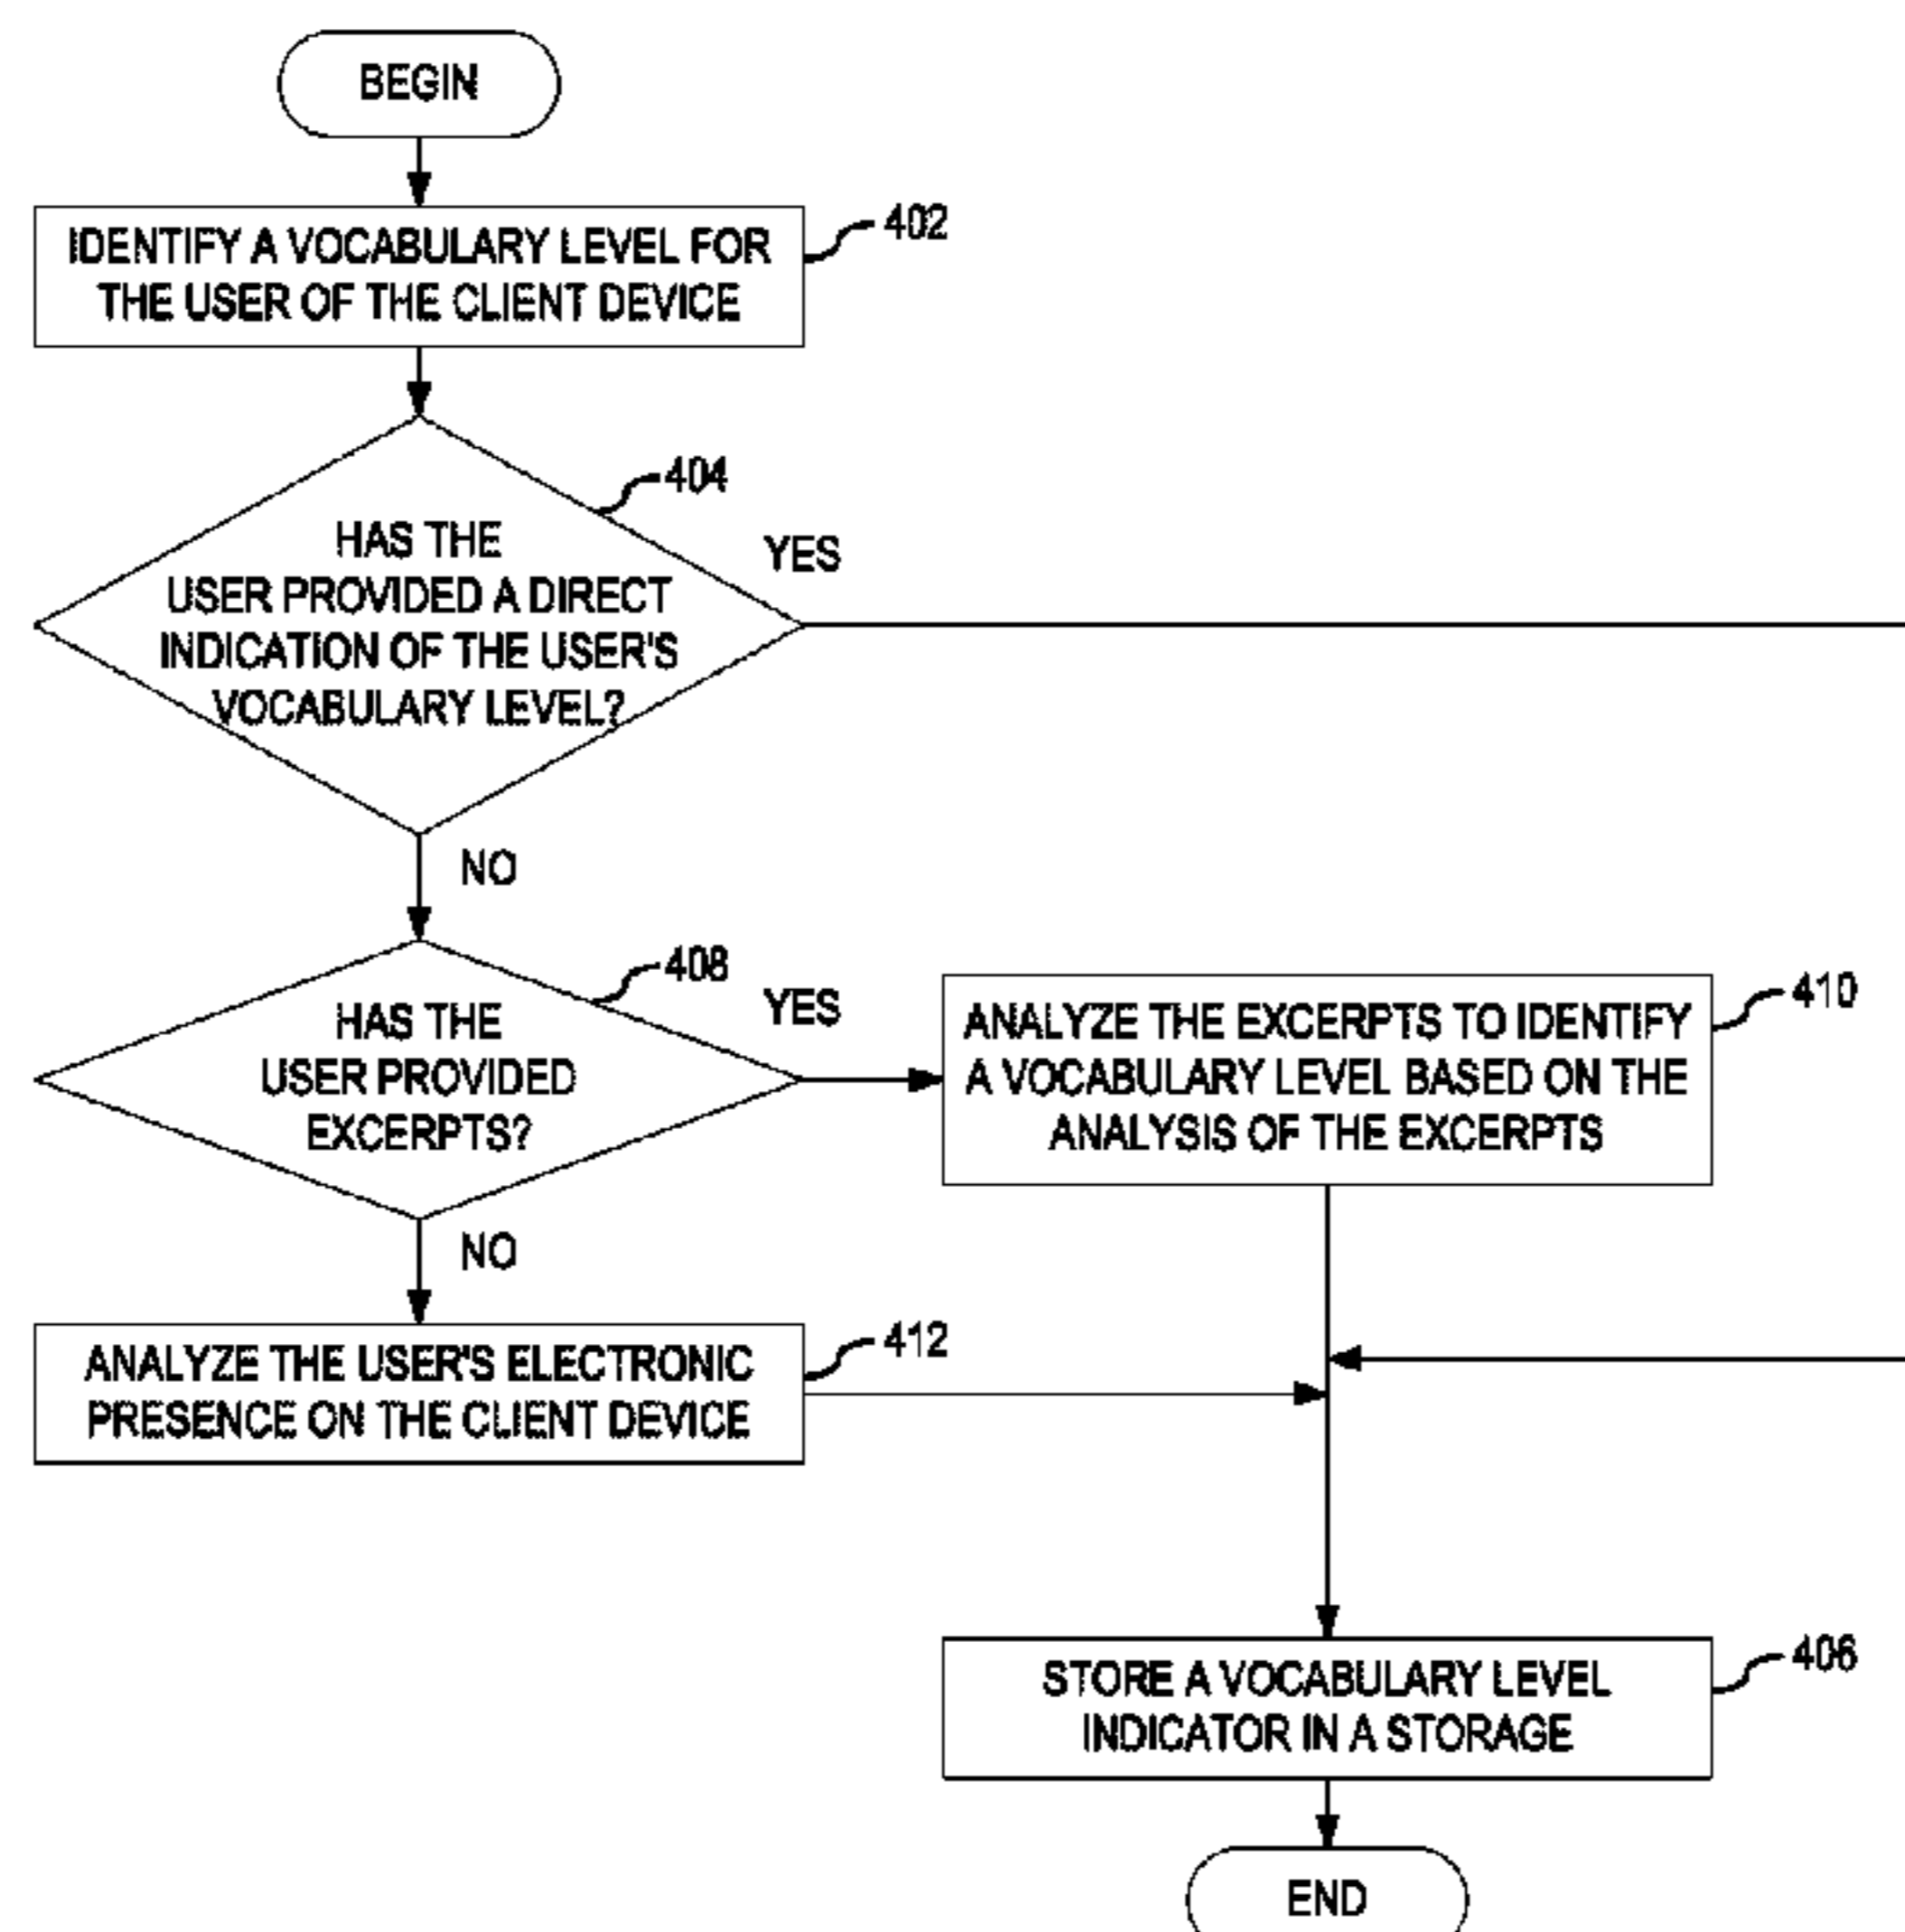 BEGIN
IDENTIFY A VOCABULARY LEVEL FOR
THE USER OF THE CLIENT DEVICE
402
404
HAS THE
USER PROVIDED A DIRECT
INDICATION OF THE USER'S
VOCABULARY LEVEL?
YES
NO
408
HAS THE
USER PROVIDED
EXCERPTS?
YES
ANALYZE THE EXCERPTS TO IDENTIFY
A VOCABULARY LEVEL BASED ON THE
ANALYSIS OF THE EXCERPTS
410
NO
ANALYZE THE USER'S ELECTRONIC
PRESENCE ON THE CLIENT DEVICE
412
STORE A VOCABULARY LEVEL
INDICATOR IN A STORAGE
406
END